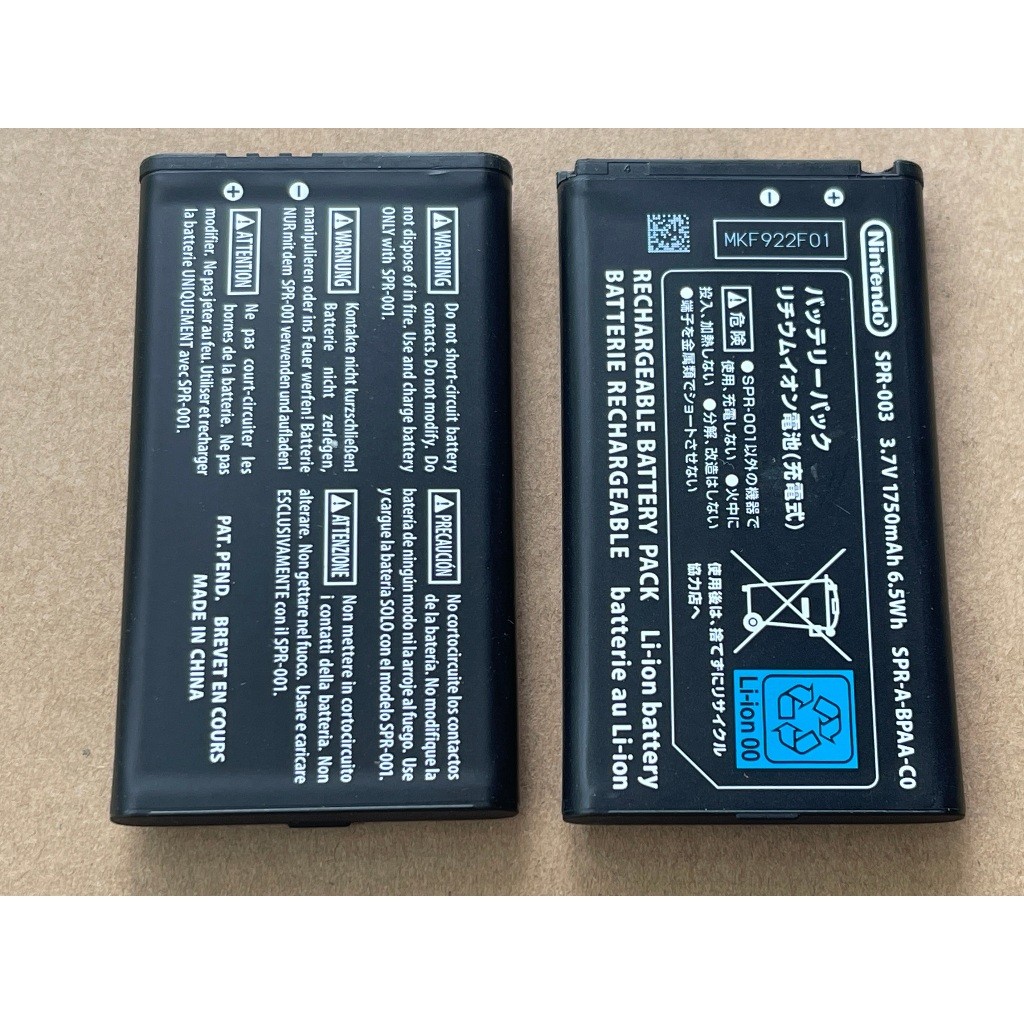 ⚠WARNING Do not short-circuit battery
contacts. Do not modify. Do
not dispose of in fire. Use and charge battery
ONLY with SPR-001.
⚠WARNUNG Kontakte nicht kurzschließen!
Batterie nicht zerlegen,
manipulieren oder ins Feuer werfen! Batterie
NUR mit dem SPR-001 verwenden und aufladen!
⚠ATTENTION Ne pas court-circuiter les
bornes de la batterie. Ne pas
modifier. Ne pas jeter au feu. Utiliser et recharger
la batterie UNIQUEMENT avec SPR-001.
⚠PRECAUCIÓN No cortocircuite los contactos
de la batería. No modifique la
batería de ningún modo ni la arroje al fuego. Use
y cargue la batería SOLO con el modelo SPR-001.
⚠ATTENZIONE Non mettere in cortocircuito
i contatti della batteria. Non
alterare. Non gettare nel fuoco. Usare e caricare
ESCLUSIVAMENTE con il SPR-001.
PAT. PEND. BREVET EN COURS
MADE IN CHINA
+
−
4
−
+
Nintendo® SPR-003 3.7V 1750mAh 6.5Wh SPR-A-BPAA-C0
MKF922F01
バッテリーパック
リチウムイオン電池(充電式)
⚠危険 ●SPR-001以外の機器で
使用、充電しない ●火中に
投入、加熱しない ●分解、改造はしない
●端子を金属類でショートさせない
使用後は、捨てずにリサイクル
協力店へ
Li-ion 00
RECHARGEABLE BATTERY PACK Li-ion battery
BATTERIE RECHARGEABLE batterie au Li-ion